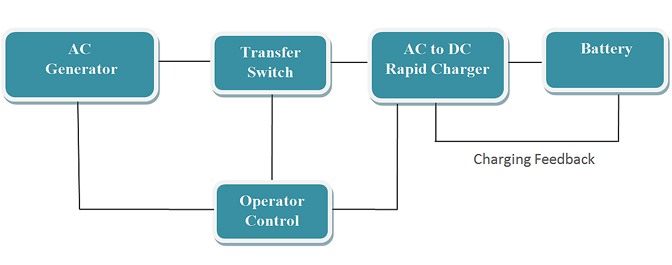 AC
Generator
Transfer
Switch
AC to DC
Rapid Charger
Battery
Charging Feedback
Operator
Control